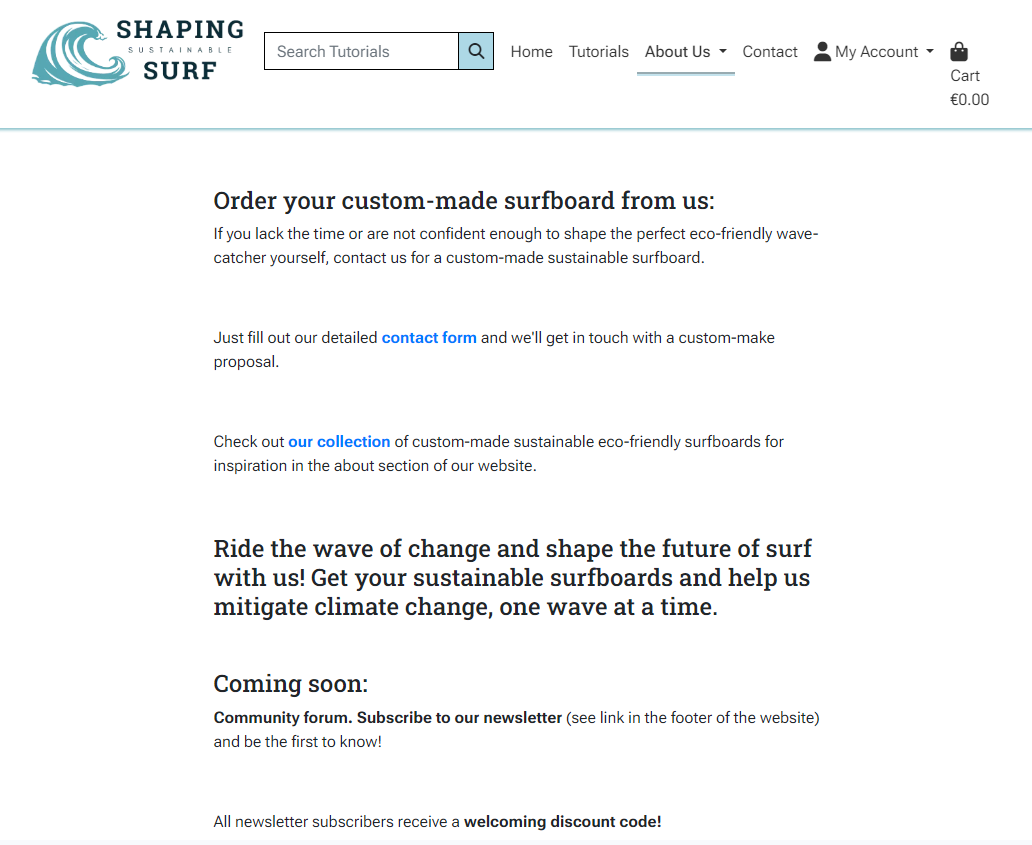 SHAPING
SUSTAINABLE
SURF
Search Tutorials
Home Tutorials About Us Contact My Account
Cart
€0.00
Order your custom-made surfboard from us:
If you lack the time or are not confident enough to shape the perfect eco-friendly wave-
catcher yourself, contact us for a custom-made sustainable surfboard.
Just fill out our detailed contact form and we'll get in touch with a custom-make
proposal.
Check out our collection of custom-made sustainable eco-friendly surfboards for
inspiration in the about section of our website.
Ride the wave of change and shape the future of surf
with us! Get your sustainable surfboards and help us
mitigate climate change, one wave at a time.
Coming soon:
Community forum. Subscribe to our newsletter (see link in the footer of the website)
and be the first to know!
All newsletter subscribers receive a welcoming discount code!